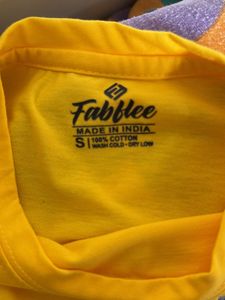 Fabflee
MADE IN INDIA
S | 100% COTTON
WASH COLD - DRY LOW